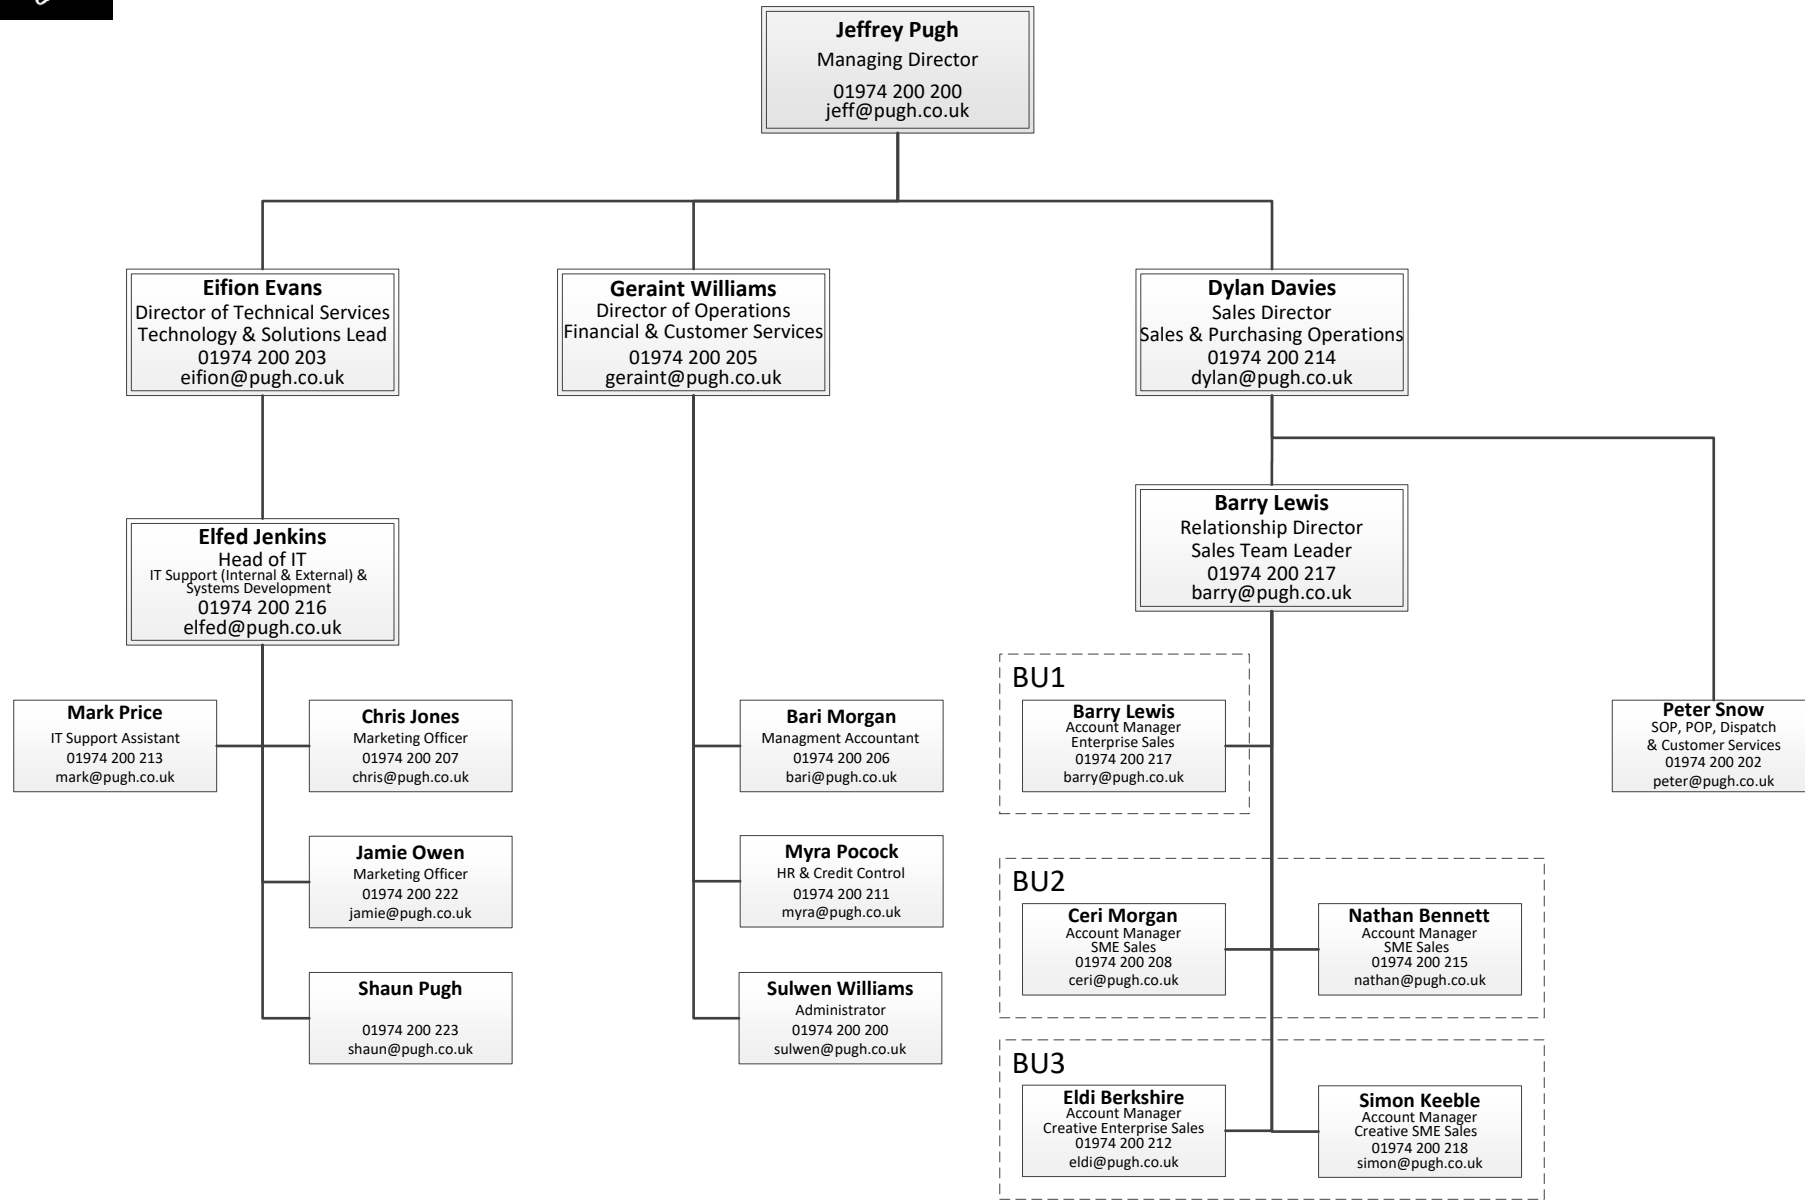 Jeffrey Pugh
Managing Director
01974 200 200
jeff@pugh.co.uk
Eifion Evans
Director of Technical Services
Technology & Solutions Lead
01974 200 203
eifion@pugh.co.uk
Geraint Williams
Director of Operations
Financial & Customer Services
01974 200 205
geraint@pugh.co.uk
Dylan Davies
Sales Director
Sales & Purchasing Operations
01974 200 214
dylan@pugh.co.uk
Elfed Jenkins
Head of IT
IT Support (Internal & External) &
Systems Development
01974 200 216
elfed@pugh.co.uk
Barry Lewis
Relationship Director
Sales Team Leader
01974 200 217
barry@pugh.co.uk
Mark Price
IT Support Assistant
01974 200 213
mark@pugh.co.uk
Chris Jones
Marketing Officer
01974 200 207
chris@pugh.co.uk
Jamie Owen
Marketing Officer
01974 200 222
jamie@pugh.co.uk
Shaun Pugh
01974 200 223
shaun@pugh.co.uk
Bari Morgan
Managment Accountant
01974 200 206
bari@pugh.co.uk
Myra Pocock
HR & Credit Control
01974 200 211
myra@pugh.co.uk
Sulwen Williams
Administrator
01974 200 200
sulwen@pugh.co.uk
BU1
Barry Lewis
Account Manager
Enterprise Sales
01974 200 217
barry@pugh.co.uk
BU2
Ceri Morgan
Account Manager
SME Sales
01974 200 208
ceri@pugh.co.uk
Nathan Bennett
Account Manager
SME Sales
01974 200 215
nathan@pugh.co.uk
BU3
Eldi Berkshire
Account Manager
Creative Enterprise Sales
01974 200 212
eldi@pugh.co.uk
Simon Keeble
Account Manager
Creative SME Sales
01974 200 218
simon@pugh.co.uk
Peter Snow
SOP, POP, Dispatch
& Customer Services
01974 200 202
peter@pugh.co.uk